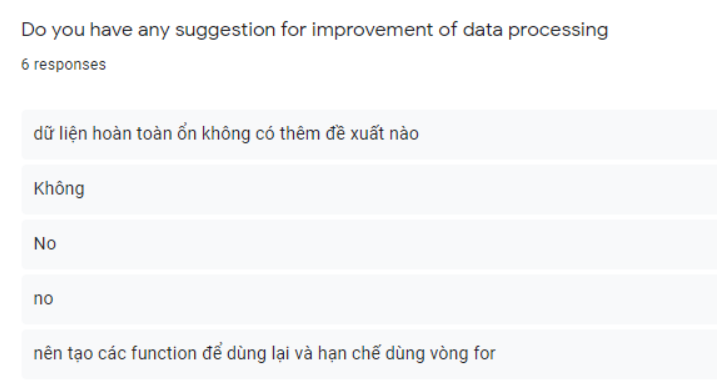 Do you have any suggestion for improvement of data processing
6 responses
dữ liện hoàn toàn ổn không có thêm đề xuất nào
Không
No
no
nên tạo các function để dùng lại và hạn chế dùng vòng for